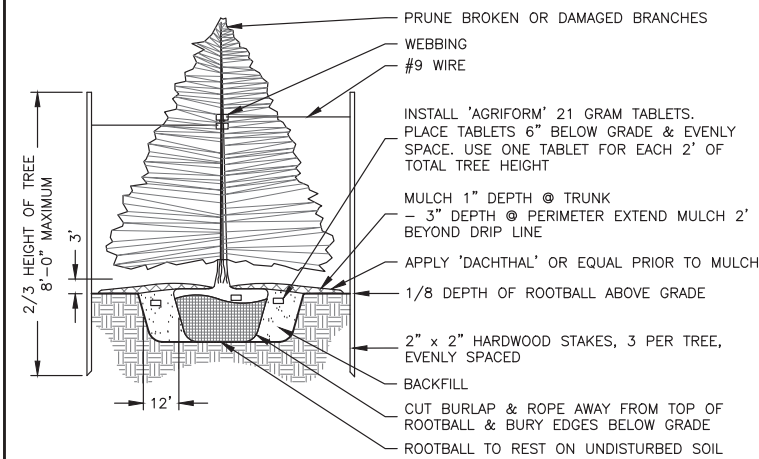 PRUNE BROKEN OR DAMAGED BRANCHES
WEBBING
#9 WIRE
INSTALL 'AGRIFORM' 21 GRAM TABLETS.
PLACE TABLETS 6" BELOW GRADE & EVENLY
SPACE. USE ONE TABLET FOR EACH 2' OF
TOTAL TREE HEIGHT
MULCH 1" DEPTH @ TRUNK
– 3" DEPTH @ PERIMETER EXTEND MULCH 2'
BEYOND DRIP LINE
APPLY 'DACHTHAL' OR EQUAL PRIOR TO MULCH
1/8 DEPTH OF ROOTBALL ABOVE GRADE
2" x 2" HARDWOOD STAKES, 3 PER TREE,
EVENLY SPACED
BACKFILL
CUT BURLAP & ROPE AWAY FROM TOP OF
ROOTBALL & BURY EDGES BELOW GRADE
ROOTBALL TO REST ON UNDISTURBED SOIL
2/3 HEIGHT OF TREE
8'-0" MAXIMUM
3'
12'